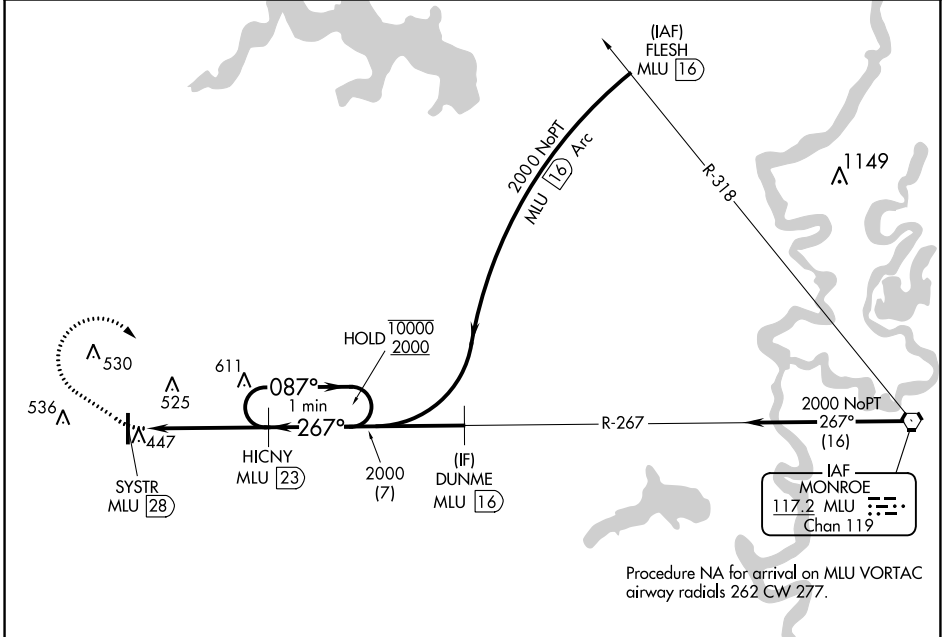 (IAF)
FLESH
MLU 16
1149
2000 NoPT
MLU 16 Arc
R-318
HOLD 10000
2000
530
611
087°
525
1 min
536
267°
447
R-267
2000 NoPT
267°
(16)
HICNY
MLU 23
2000
(7)
(IF)
DUNME
MLU 16
SYSTR
MLU 28
IAF
MONROE
117.2 MLU
Chan 119
Procedure NA for arrival on MLU VORTAC
airway radials 262 CW 277.